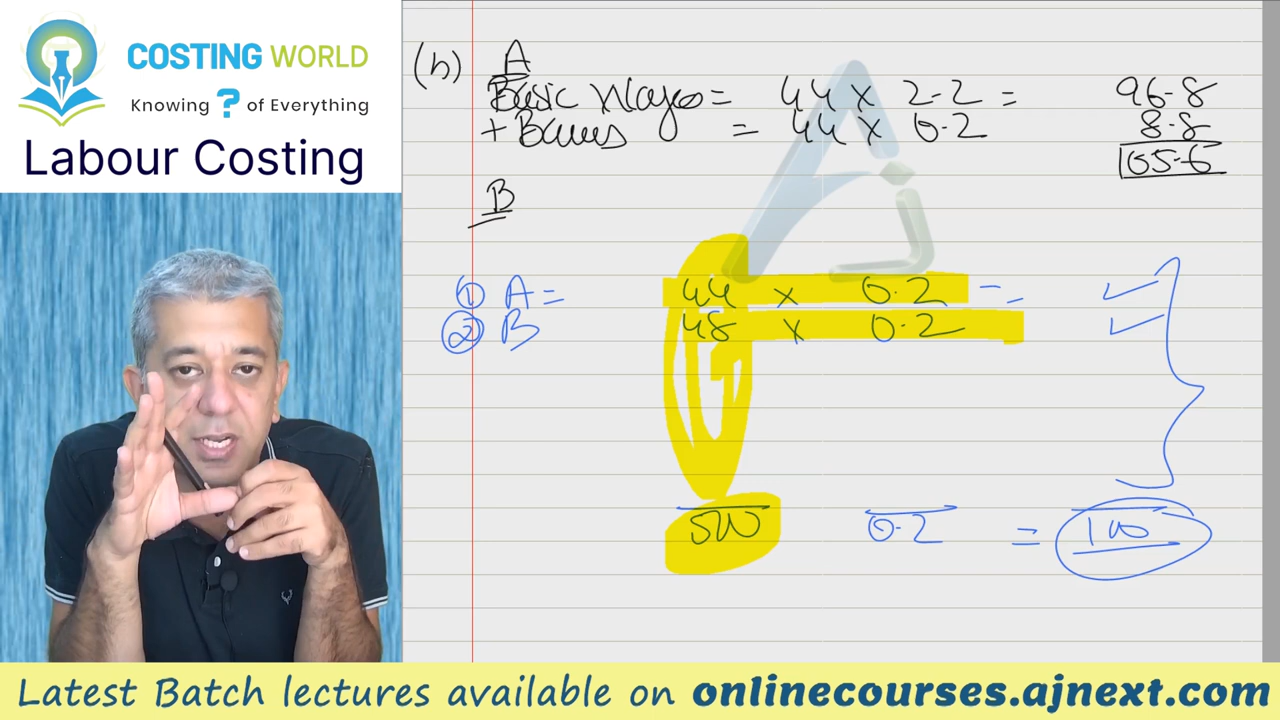 COSTING WORLD
Knowing ? of Everything
Labour Costing
(b) A
Basic Wages = 44 × 2.2 = 96.8
+ Bonus = 44 × 0.2 8.8
105.6
B
① A = 44 × 0.2 =
② B 48 × 0.2
500 0.2 = 100
Latest Batch lectures available on onlinecourses.ajnext.com